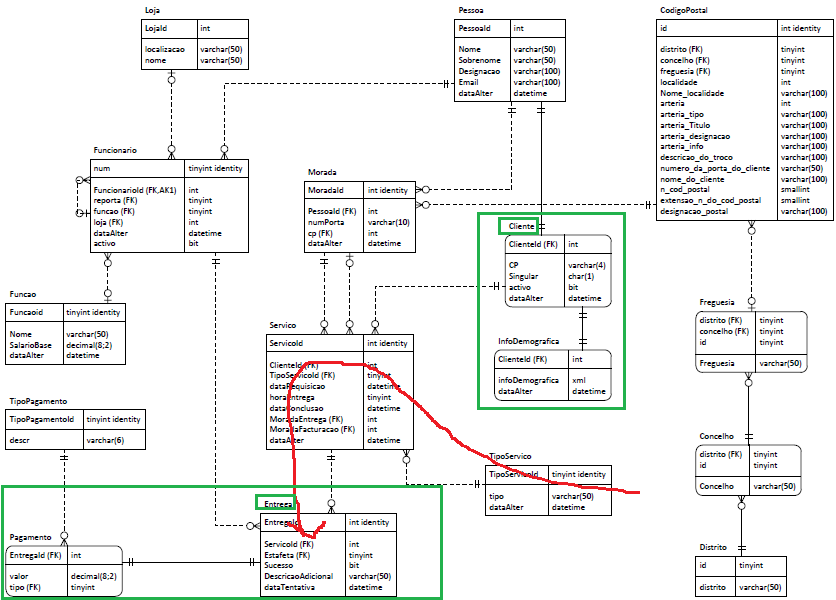 Loja
LojaId int
localizacao varchar(50)
nome varchar(50)
Pessoa
PessoaId int
Nome varchar(50)
Sobrenome varchar(50)
Designacao varchar(100)
Email varchar(100)
dataAlter datetime
CodigoPostal
id int identity
distrito (FK) tinyint
concelho (FK) tinyint
freguesia (FK) tinyint
localidade int
Nome_localidade varchar(100)
arteria int
arteria_tipo varchar(100)
arteria_Titulo varchar(100)
arteria_designacao varchar(100)
arteria_info varchar(100)
descricao_do_troco varchar(100)
numero_da_porta_do_cliente varchar(50)
nome_do_cliente varchar(100)
n_cod_postal smallint
extensao_n_do_cod_postal smallint
designacao_postal varchar(100)
Funcionario
num tinyint identity
FuncionarioId (FK,AK1) int
reporta (FK) tinyint
funcao (FK) tinyint
loja (FK) int
dataAlter datetime
activo bit
Morada
MoradaId int identity
PessoaId (FK) int
numPorta varchar(10)
cp (FK) int
dataAlter datetime
Cliente
ClienteId (FK) int
CP varchar(4)
Singular char(1)
activo bit
dataAlter datetime
Funcao
Funcaoid tinyint identity
Nome varchar(50)
SalarioBase decimal(8;2)
dataAlter datetime
Servico
ServicoId int identity
ClienteId (FK) int
TipoServicoId (FK) tinyint
dataRequisicao datetime
horaEntrega tinyint
dataConclusao datetime
MoradaEntrega (FK) int
MoradaFacturacao (FK) int
dataAlter datetime
InfoDemografica
ClienteId (FK) int
infoDemografica xml
dataAlter datetime
Freguesia
distrito (FK) tinyint
concelho (FK) tinyint
id tinyint
Freguesia varchar(50)
TipoPagamento
TipoPagamentoId tinyint identity
descr varchar(6)
TipoServico
TipoServicoId tinyint identity
tipo varchar(50)
dataAlter datetime
Concelho
distrito (FK) tinyint
id tinyint
Concelho varchar(50)
Entrega
EntregaId int identity
ServicoId (FK) int
Estafeta (FK) tinyint
Sucesso bit
DescricaoAdicional varchar(50)
dataTentativa datetime
Pagamento
EntregaId (FK) int
valor decimal(8;2)
tipo (FK) tinyint
Distrito
id tinyint
distrito varchar(50)